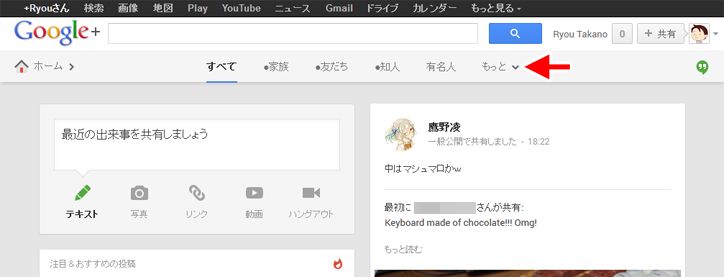 +Ryouさん 検索 画像 地図 Play YouTube ニュース Gmail ドライブ カレンダー もっと見る
Google+
Ryou Takano 0 + 共有
ホーム すべて ●家族 ●友だち ●知人 有名人 もっと
最近の出来事を共有しましょう
テキスト 写真 リンク 動画 ハングアウト
注目＆おすすめの投稿
鷹野凌
一般公開で共有しました - 18:22
中はマシュマロかw
最初に さんが共有:
Keyboard made of chocolate!!! Omg!
もっと読む